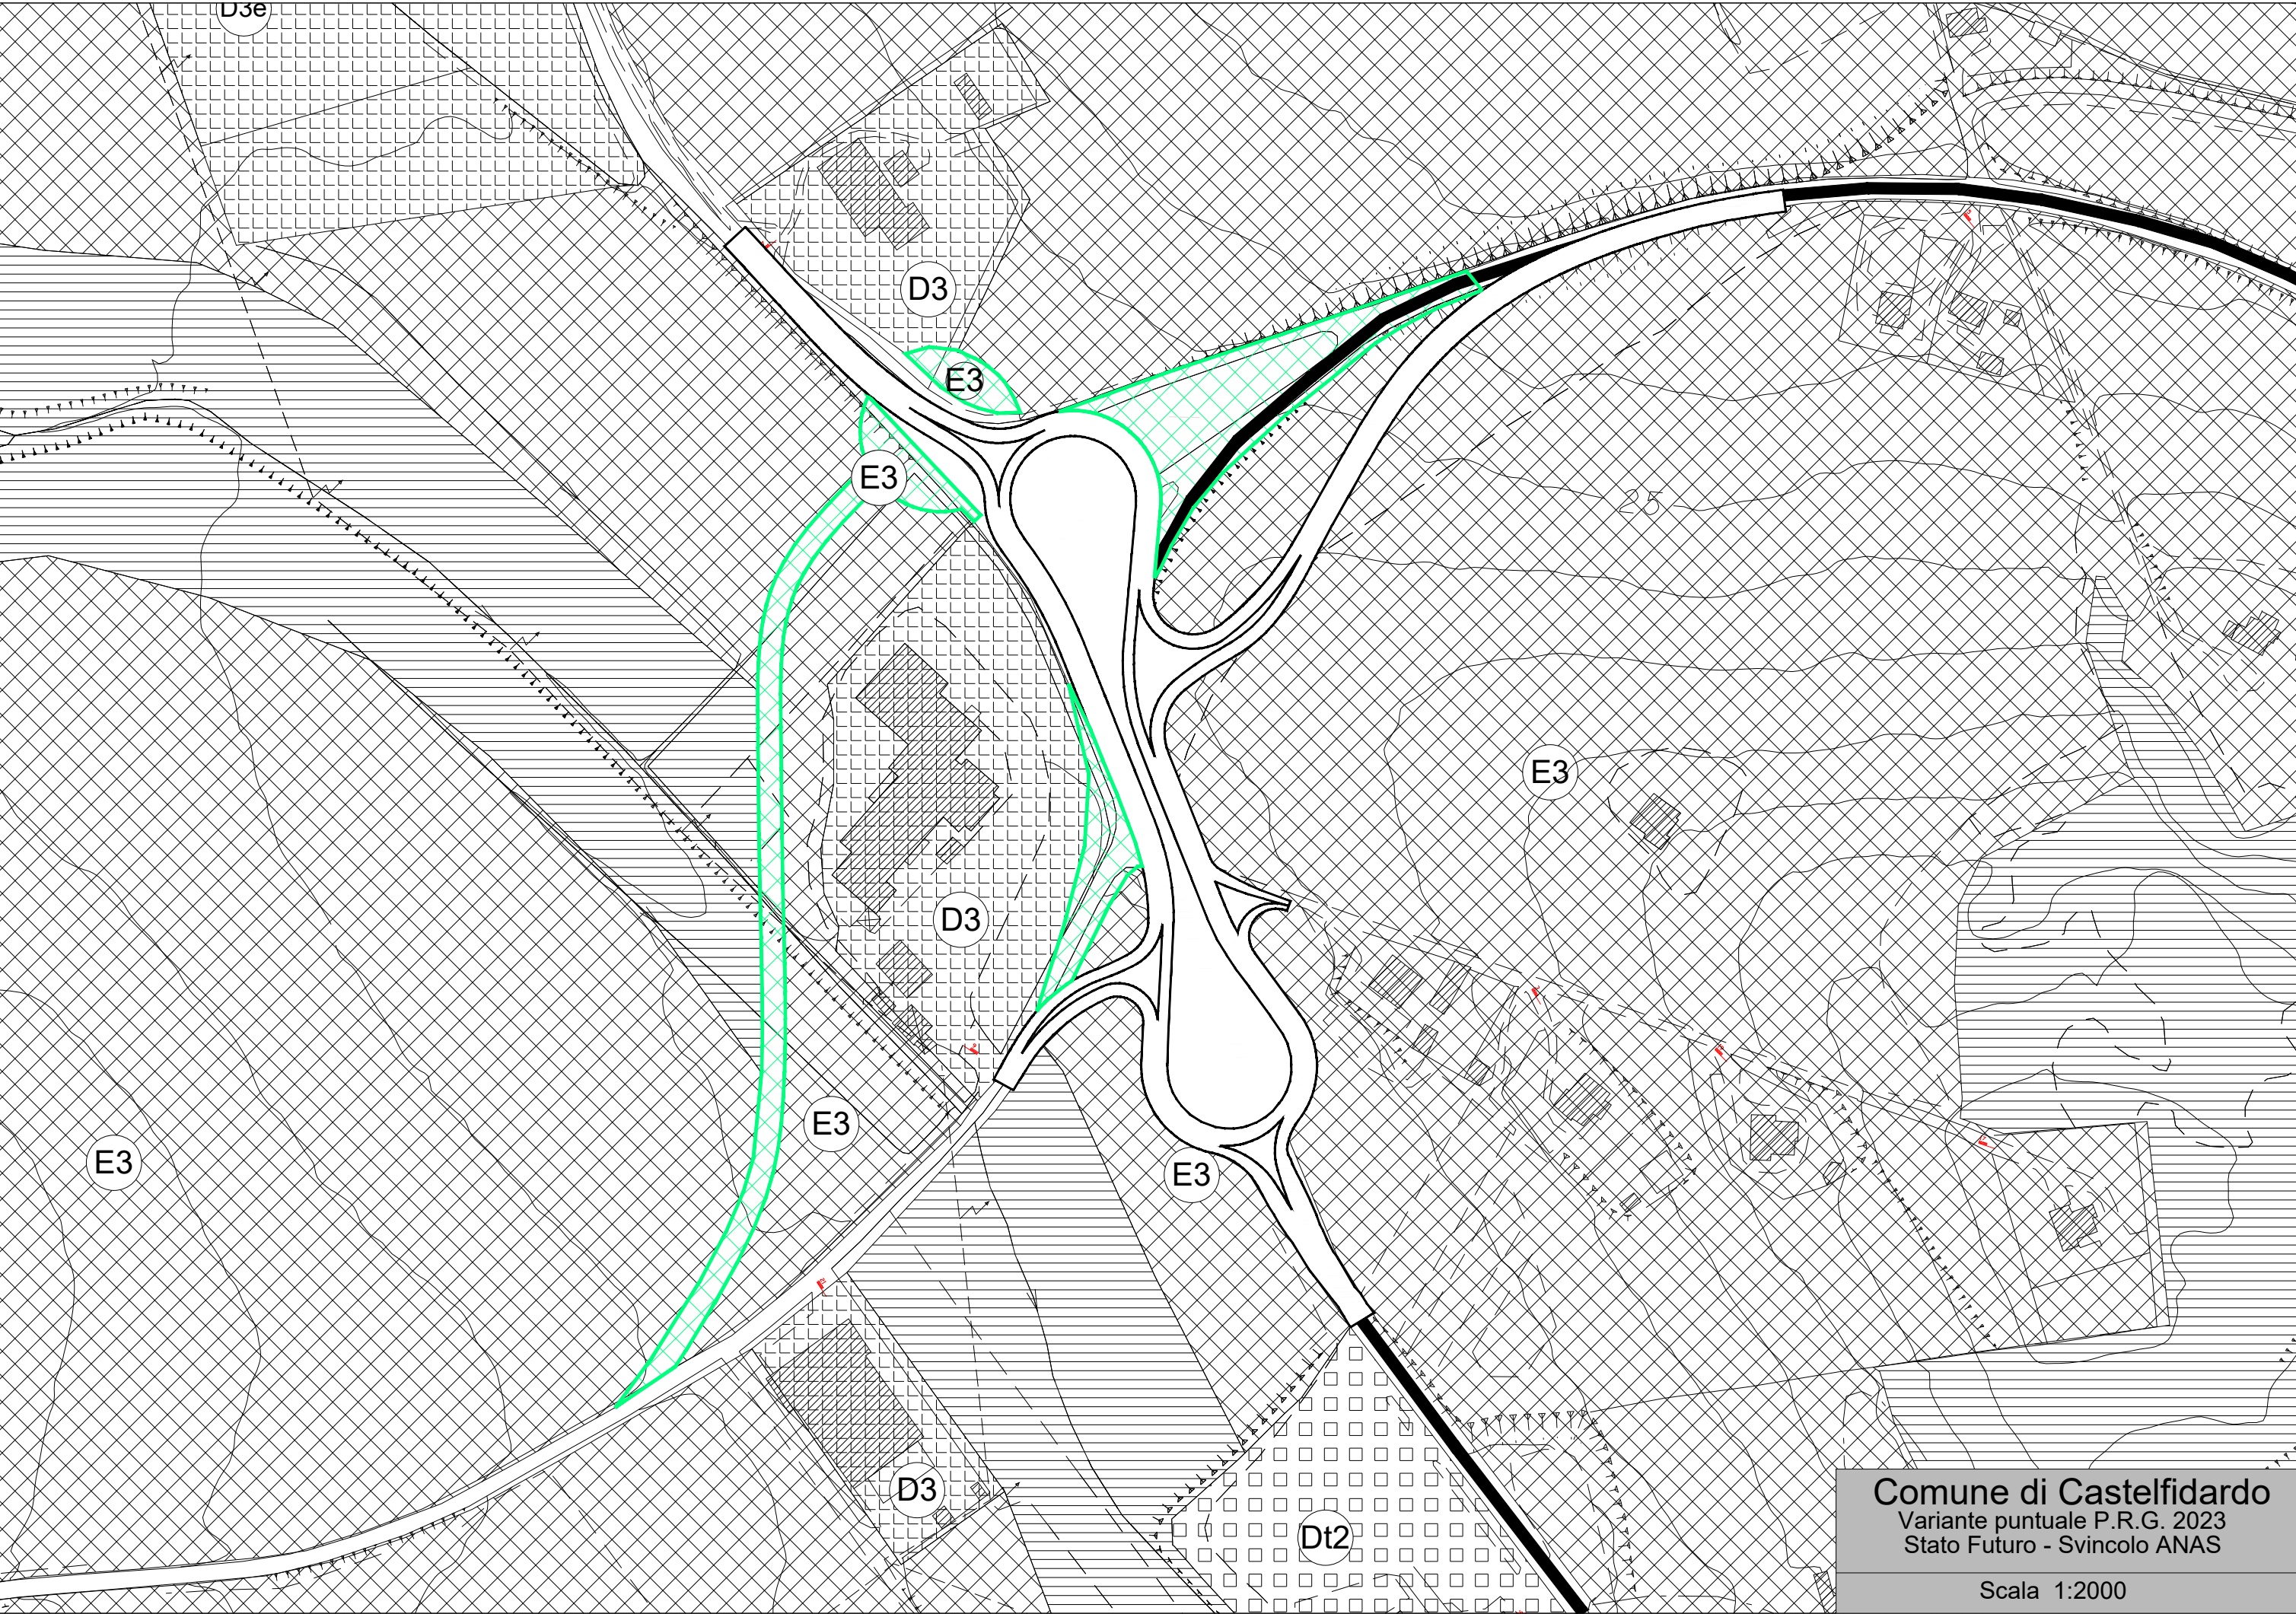 D3e
D3
E3
E3
25
E3
D3
E3
E3
E3
D3
Dt2
Comune di Castelfidardo
Variante puntuale P.R.G. 2023
Stato Futuro - Svincolo ANAS
Scala 1:2000